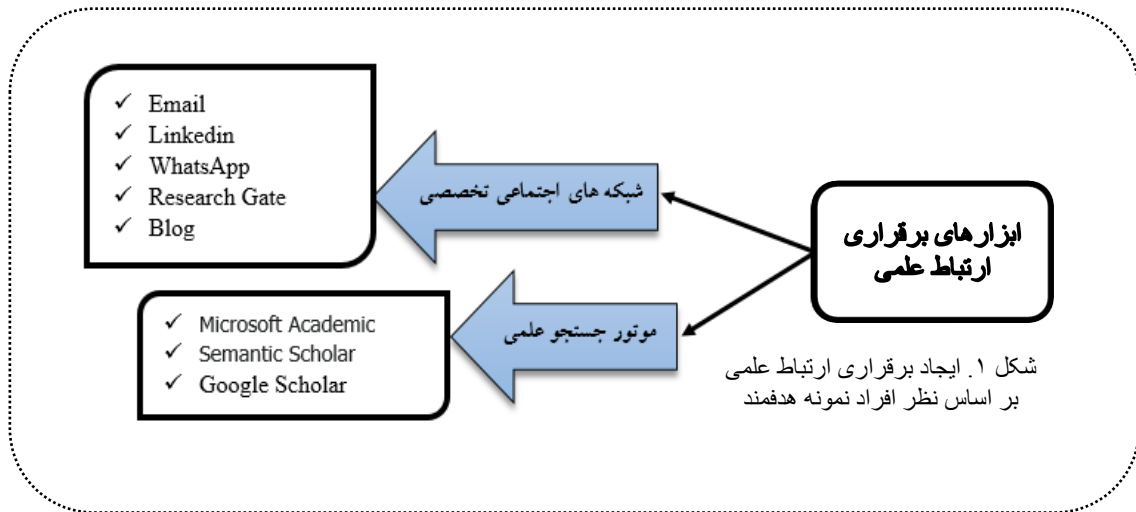 ابزارهای برقراری
ارتباط علمی
شبکه های اجتماعی تخصصی
✓ Email
✓ Linkedin
✓ WhatsApp
✓ Research Gate
✓ Blog
موتور جستجو علمی
✓ Microsoft Academic
✓ Semantic Scholar
✓ Google Scholar
شکل ۱. ایجاد برقراری ارتباط علمی
بر اساس نظر افراد نمونه هدفمند